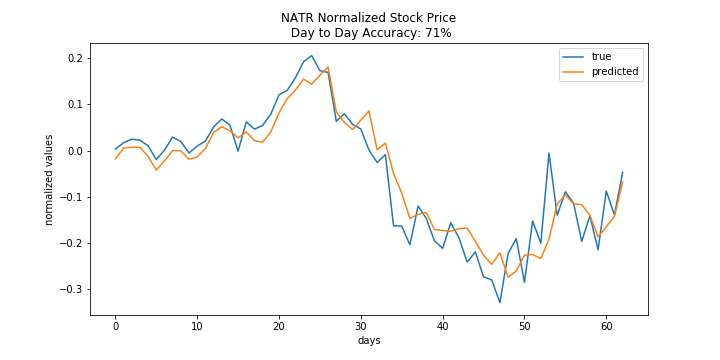 NATR Normalized Stock Price
Day to Day Accuracy: 71%
true
predicted
normalized values
0.2
0.1
0.0
−0.1
−0.2
−0.3
0
10
20
30
40
50
60
days